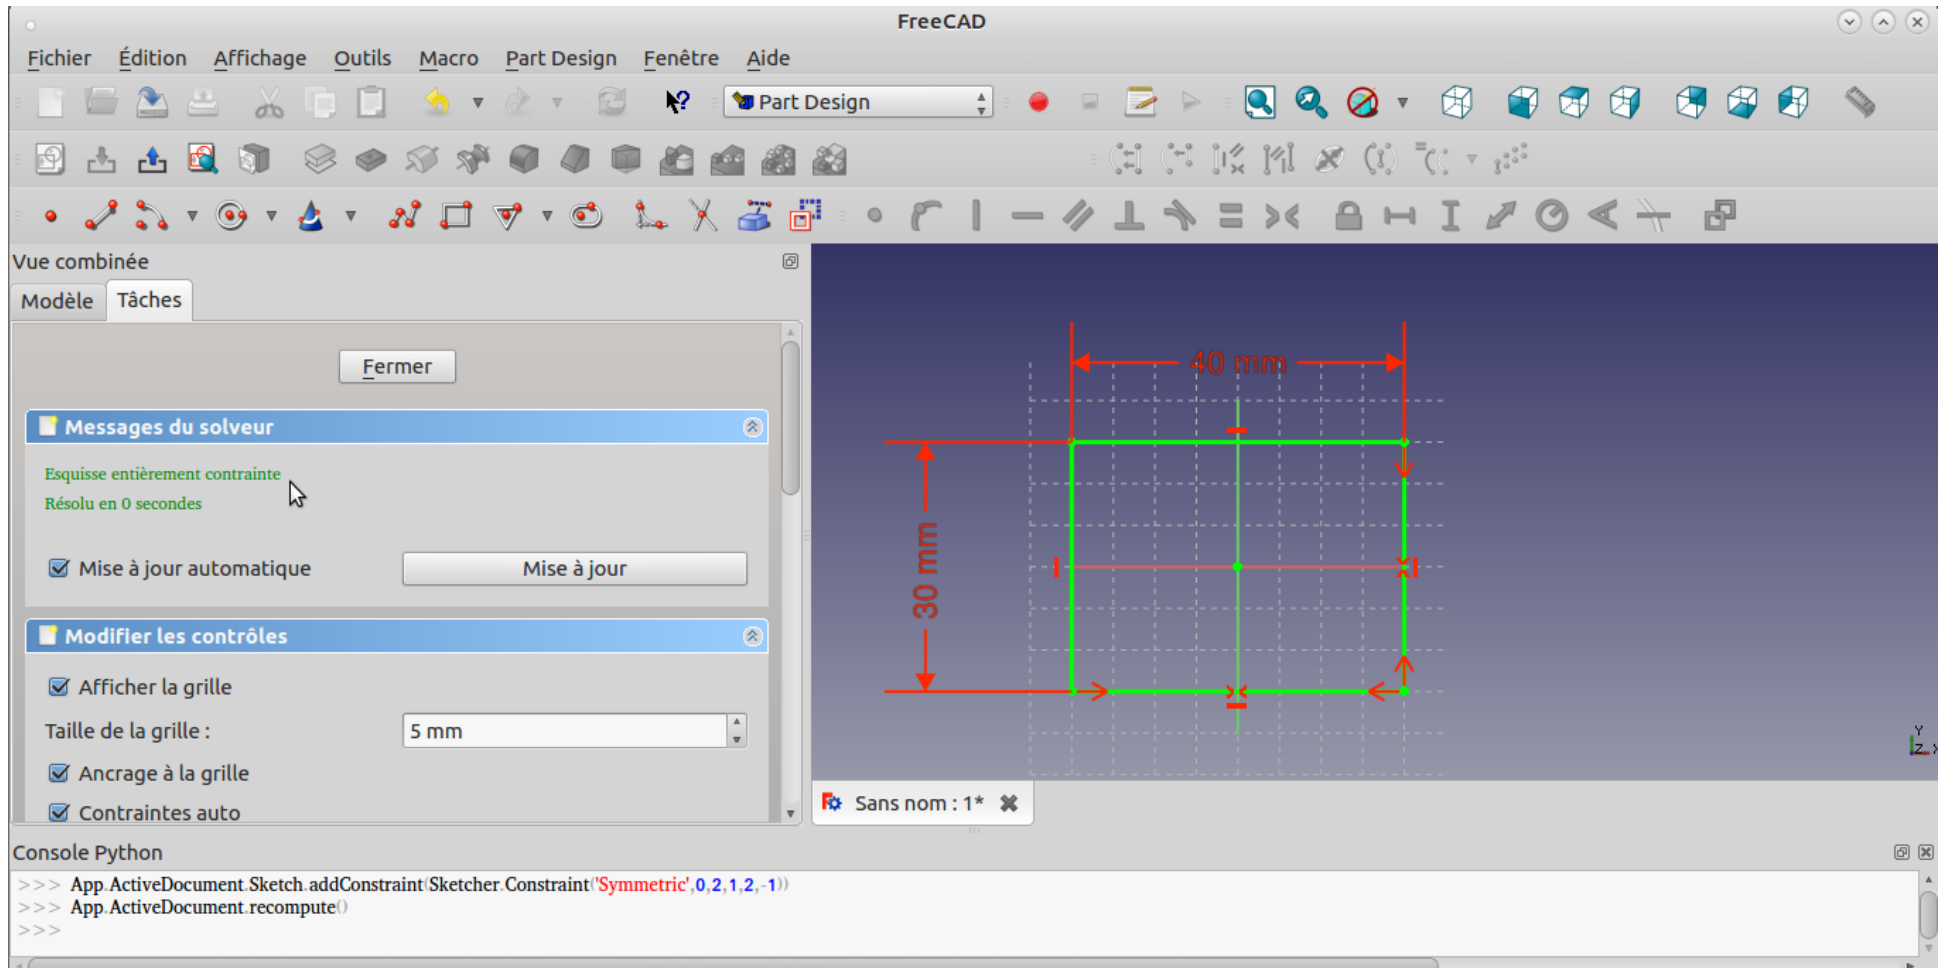 FreeCAD
Fichier Édition Affichage Outils Macro Part Design Fenêtre Aide
Part Design
Vue combinée
Modèle Tâches
Fermer
Messages du solveur
Esquisse entièrement contrainte
Résolu en 0 secondes
Mise à jour automatique Mise à jour
Modifier les contrôles
Afficher la grille
Taille de la grille : 5 mm
Ancrage à la grille
Contraintes auto
40 mm
30 mm
Y
Z X
Sans nom : 1*
Console Python
>>> App.ActiveDocument.Sketch.addConstraint(Sketcher.Constraint('Symmetric',0,2,1,2,-1))
>>> App.ActiveDocument.recompute()
>>>